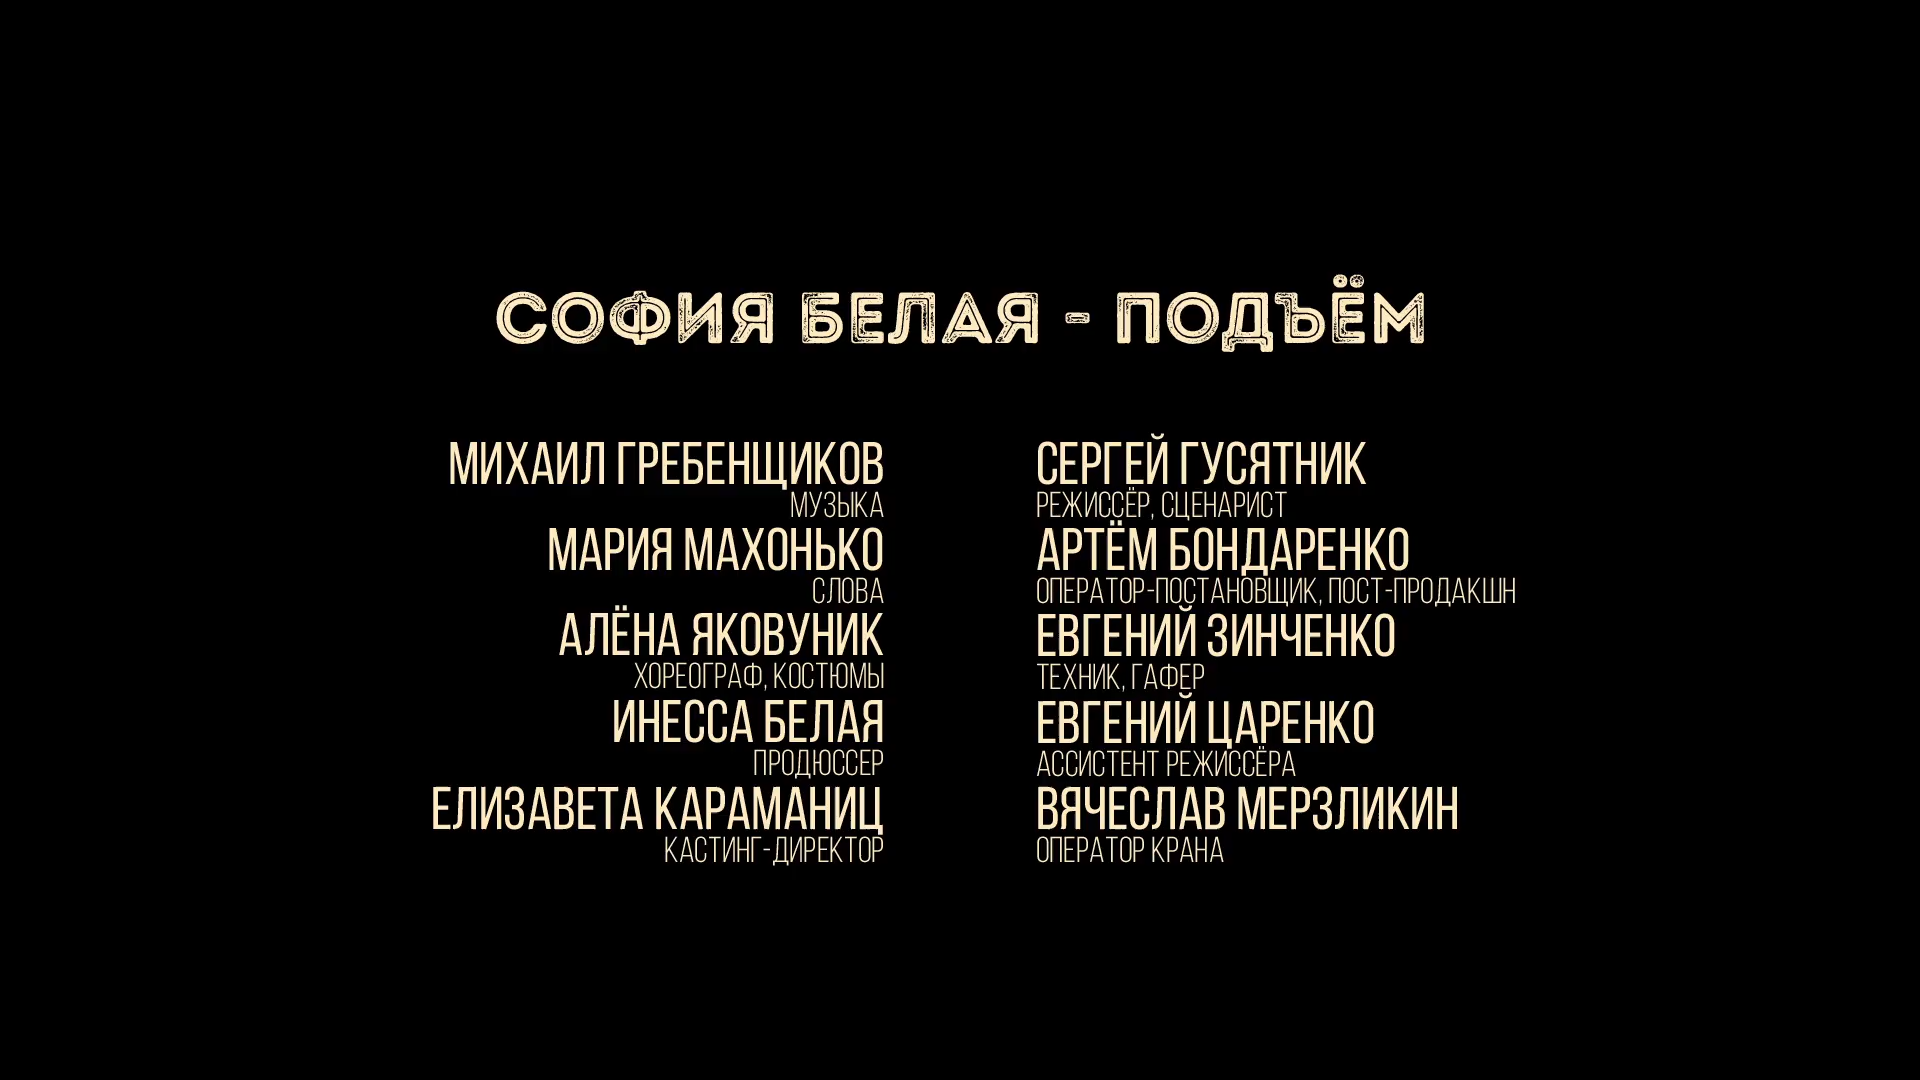 СОФИЯ БЕЛАЯ - ПОДЪЁМ
МИХАИЛ ГРЕБЕНЩИКОВ
МУЗЫКА
МАРИЯ МАХОНЬКО
СЛОВА
АЛЁНА ЯКОВУНИК
ХОРЕОГРАФ, КОСТЮМЫ
ИНЕССА БЕЛАЯ
ПРОДЮССЕР
ЕЛИЗАВЕТА КАРАМАНИЦ
КАСТИНГ-ДИРЕКТОР
СЕРГЕЙ ГУСЯТНИК
РЕЖИССЁР, СЦЕНАРИСТ
АРТЁМ БОНДАРЕНКО
ОПЕРАТОР-ПОСТАНОВЩИК, ПОСТ-ПРОДАКШН
ЕВГЕНИЙ ЗИНЧЕНКО
ТЕХНИК, ГАФЕР
ЕВГЕНИЙ ЦАРЕНКО
АССИСТЕНТ РЕЖИССЁРА
ВЯЧЕСЛАВ МЕРЗЛИКИН
ОПЕРАТОР КРАНА